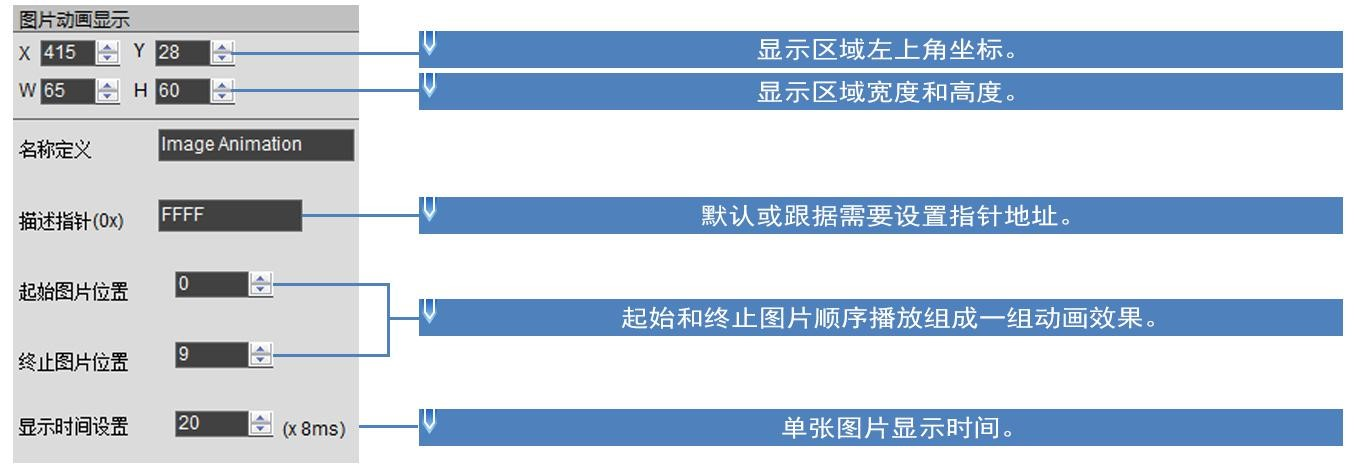 图片动画显示
X 415 Y 28
显示区域左上角坐标。
W 65 H 60
显示区域宽度和高度。
名称定义 Image Animation
描述指针(0x) FFFF
默认或跟据需要设置指针地址。
起始图片位置 0
起始和终止图片顺序播放组成一组动画效果。
终止图片位置 9
显示时间设置 20 (x 8ms)
单张图片显示时间。